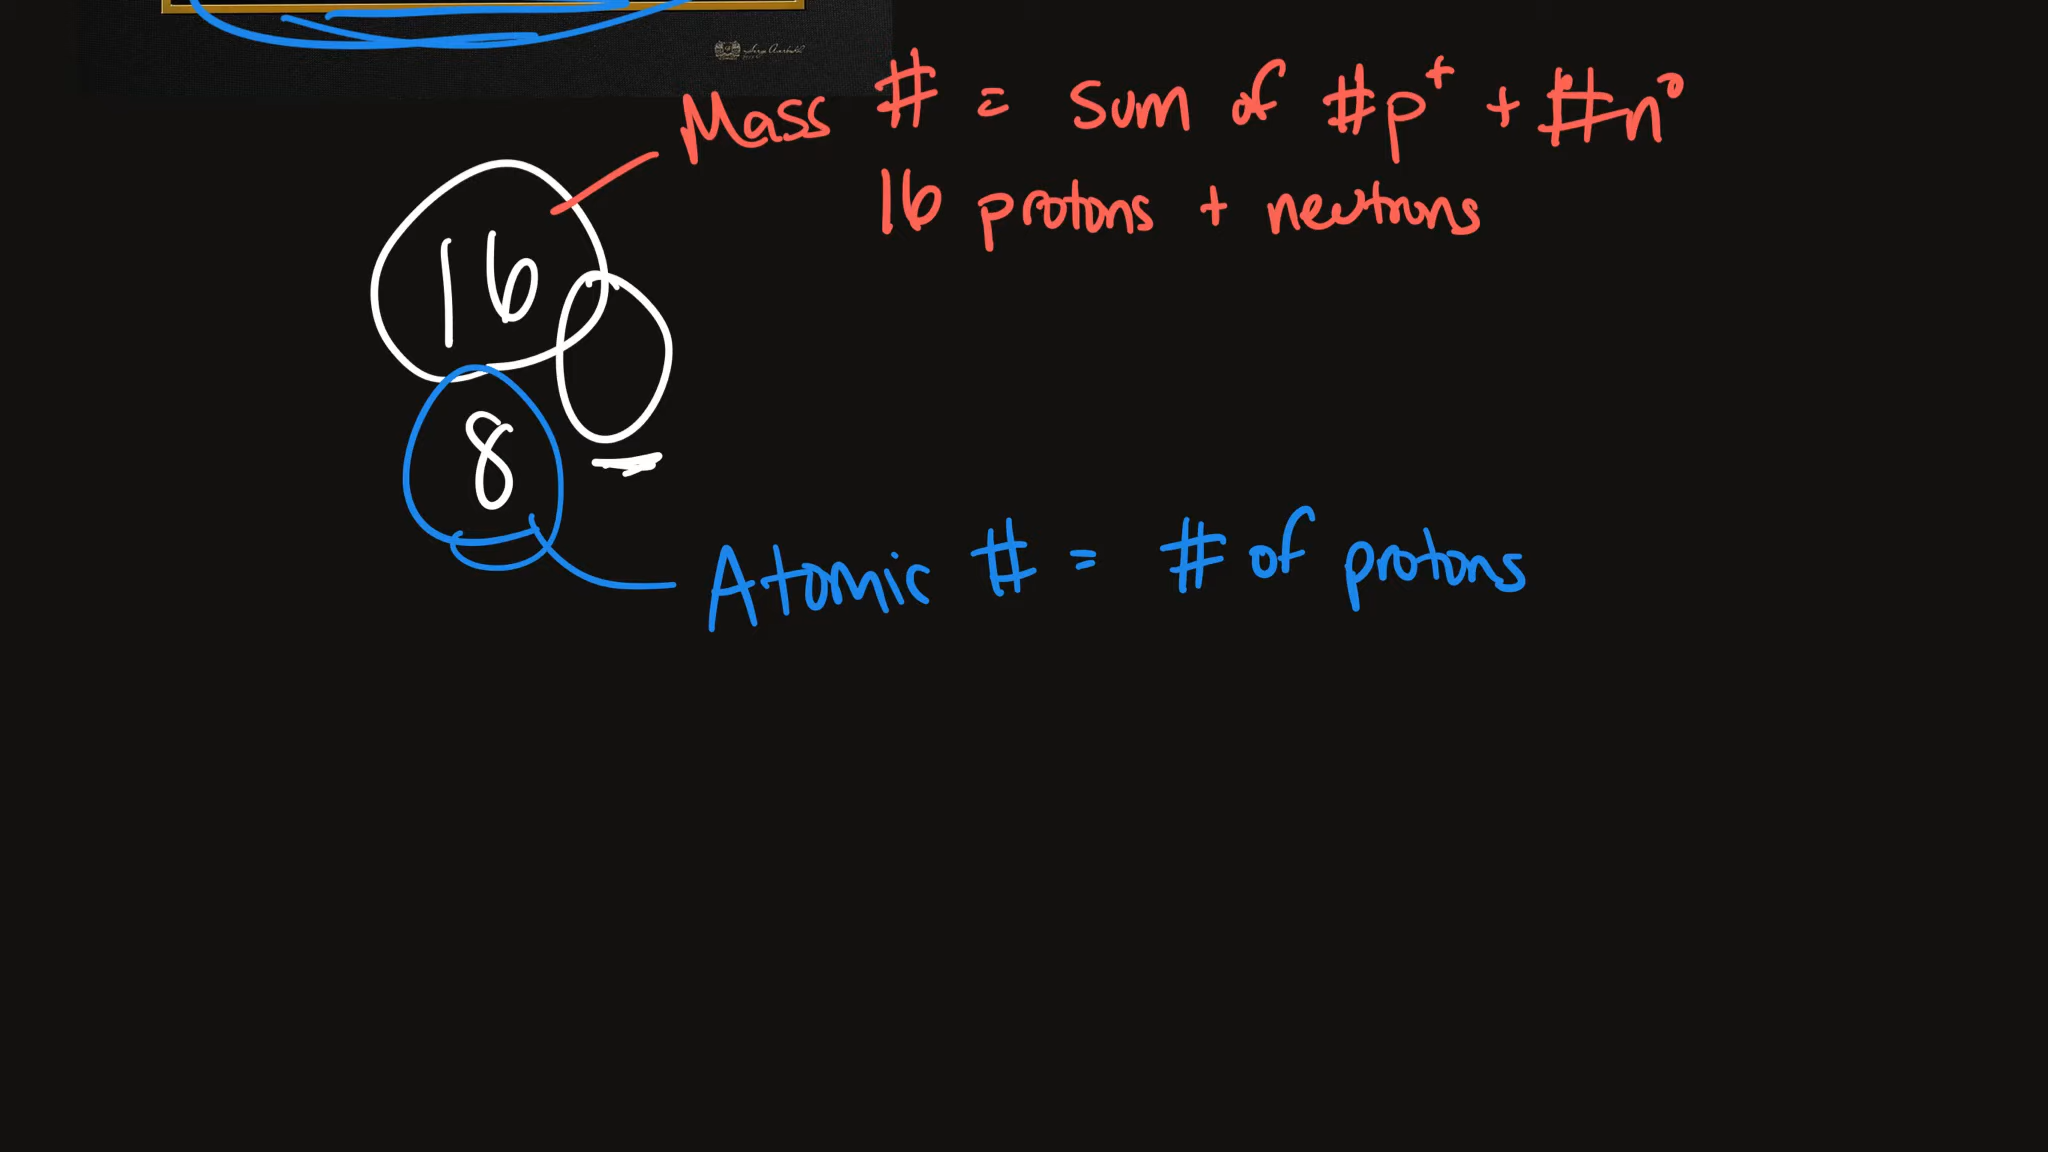 Mass # = sum of #p⁺ + #n⁰
16 protons + neutrons
16
O
8
Atomic # = # of protons